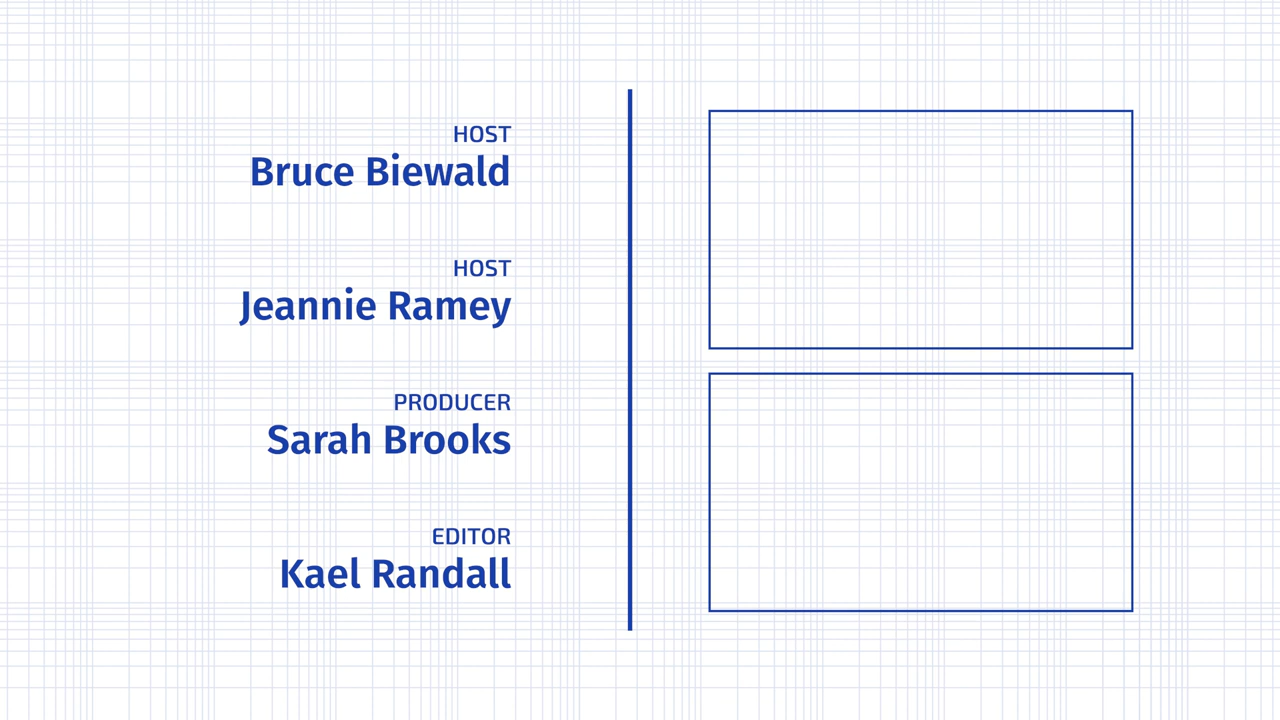 HOST
Bruce Biewald
HOST
Jeannie Ramey
PRODUCER
Sarah Brooks
EDITOR
Kael Randall